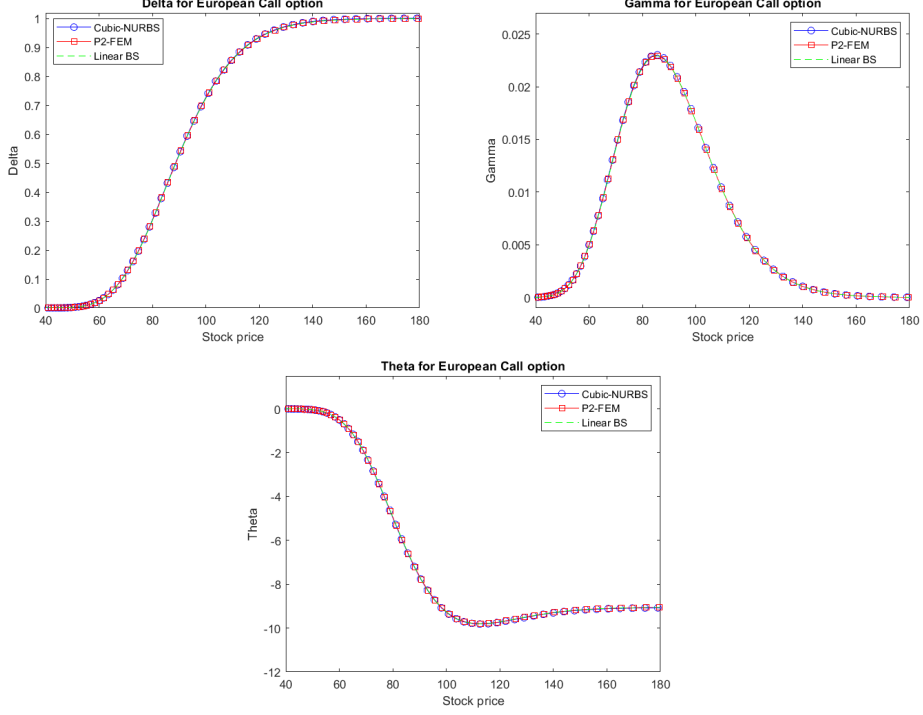 Delta for European Call option
1
0.9
0.8
0.7
0.6
0.5
0.4
0.3
0.2
0.1
0
Delta
Cubic-NURBS
P2-FEM
Linear BS
40 60 80 100 120 140 160 180
Stock price
Gamma for European Call option
0.025
0.02
0.015
0.01
0.005
0
Gamma
Cubic-NURBS
P2-FEM
Linear BS
40 60 80 100 120 140 160 180
Stock price
Theta for European Call option
0
-2
-4
-6
-8
-10
-12
Theta
Cubic-NURBS
P2-FEM
Linear BS
40 60 80 100 120 140 160 180
Stock price